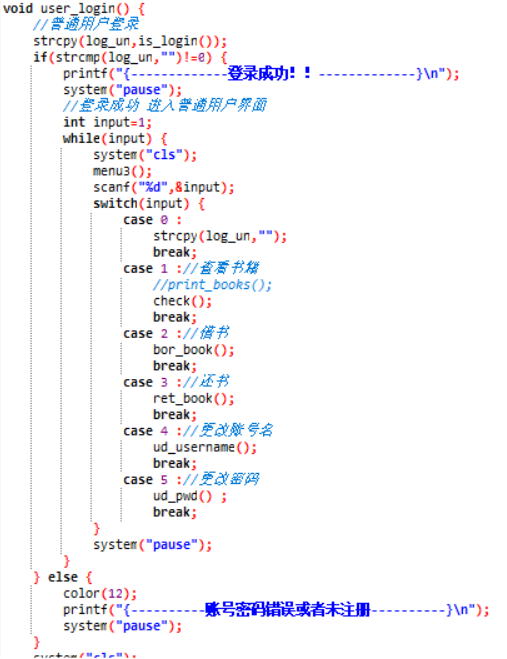 void user_login() {
    //普通用户登录
    strcpy(log_un,is_login());
    if(strcmp(log_un,"")!=0) {
        printf("{-------------登录成功！！-------------}\n");
        system("pause");
        //登录成功 进入普通用户界面
        int input=1;
        while(input) {
            system("cls");
            menu3();
            scanf("%d",&input);
            switch(input) {
                case 0 :
                    strcpy(log_un,"");
                    break;
                case 1 ://查看书籍
                    //print_books();
                    check();
                    break;
                case 2 ://借书
                    bor_book();
                    break;
                case 3 ://还书
                    ret_book();
                    break;
                case 4 ://更改账号名
                    ud_username();
                    break;
                case 5 ://更改密码
                    ud_pwd() ;
                    break;
            }
            system("pause");
        }
    } else {
        color(12);
        printf("{----------账号密码错误或者未注册----------}\n");
        system("pause");
    }
    system("cls");